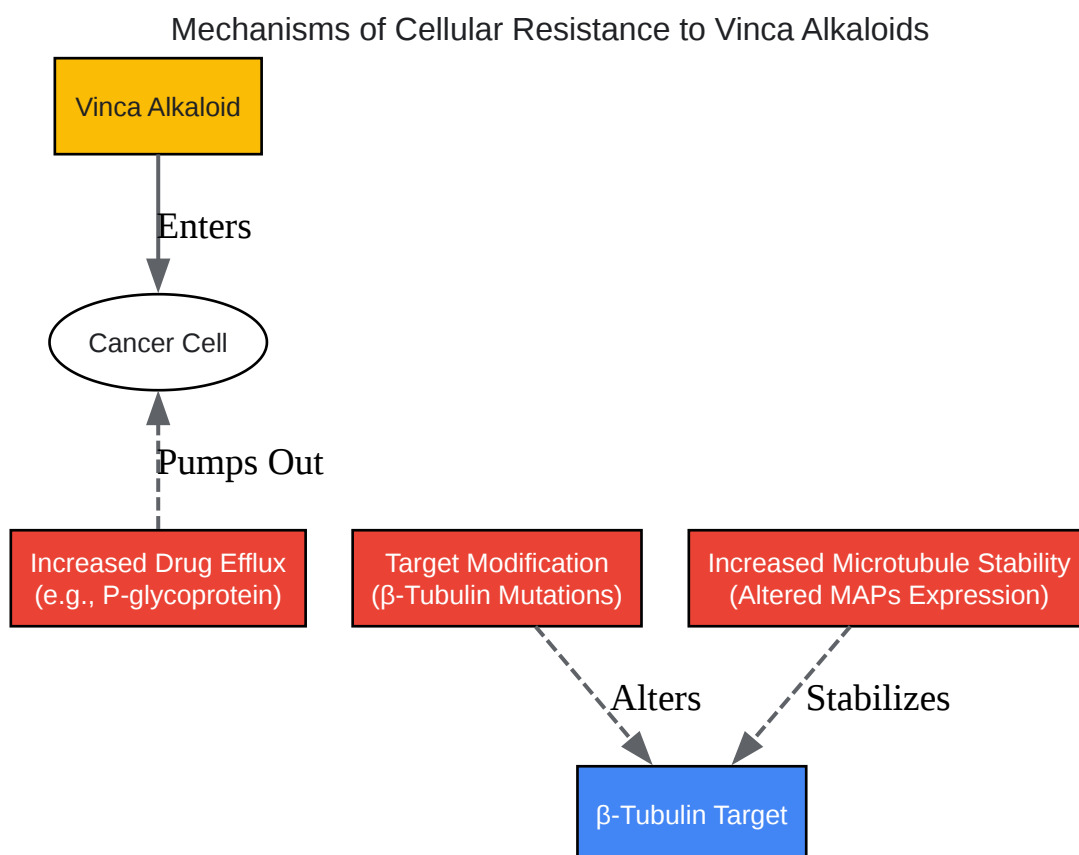 Mechanisms of Cellular Resistance to Vinca Alkaloids
Vinca Alkaloid
Enters
Cancer Cell
Pumps Out
Increased Drug Efflux
(e.g., P-glycoprotein)
Target Modification
(β-Tubulin Mutations)
Increased Microtubule Stability
(Altered MAPs Expression)
Alters
Stabilizes
β-Tubulin Target